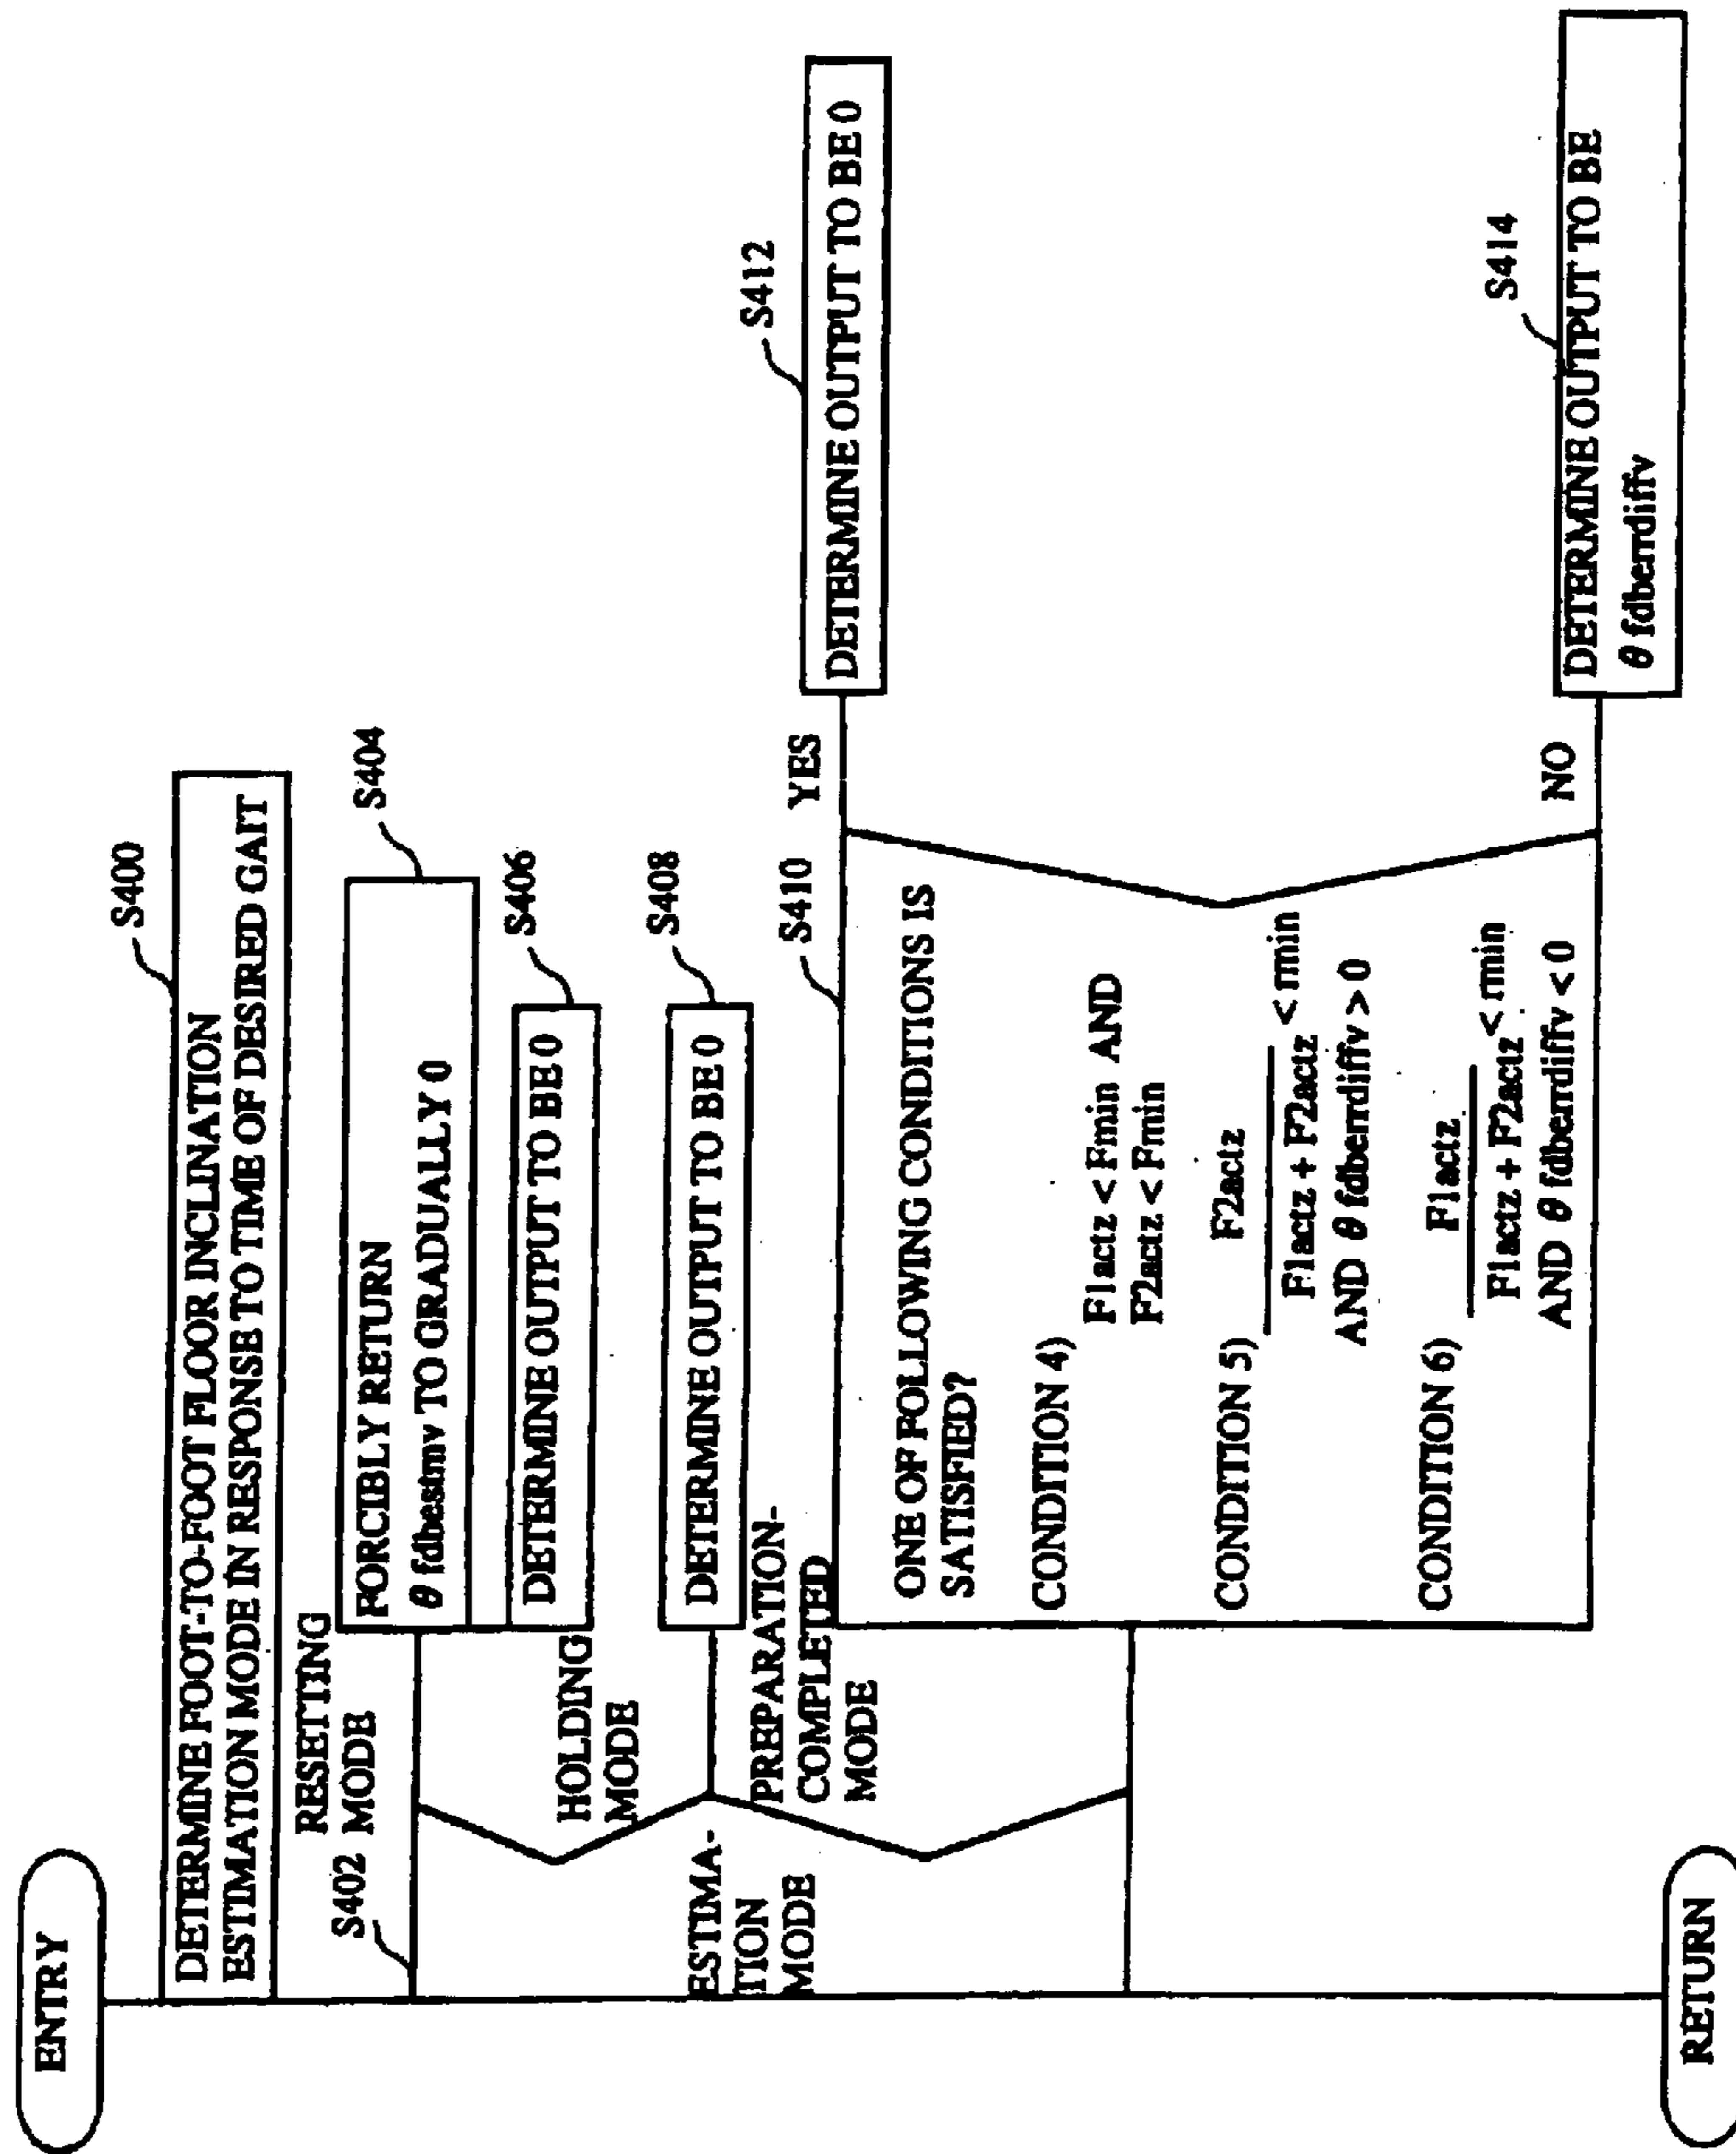 ENTRY
S400
DETERMINE FOOT-TO-FOOT FLOOR INCLINATION
ESTIMATION MODE IN RESPONSE TO TIME OF DESIRED GAIT
S402
RESETTING
MODE
S404
FORCIBLY RETURN
θ fdbestmv TO GRADUALLY 0
S406
DETERMINE OUTPUT TO BE 0
HOLDING
MODE
S408
DETERMINE OUTPUT TO BE 0
ESTIMA-
TION
MODE
PREPARATION-
COMPLETED
MODE
S410
ONE OF FOLLOWING CONDITIONS IS
SATISFIED?
CONDITION 4)
F1actz < Fmin AND
F2actz < Fmin
CONDITION 5)
F2actz
F1actz + F2actz < rmin
AND θ fdberrdiffv > 0
CONDITION 6)
F1actz
F1actz + F2actz < rmin
AND θ fdberrdiffv < 0
YES
S412
DETERMINE OUTPUT TO BE 0
NO
S414
DETERMINE OUTPUT TO BE
θ fdberrdiffv
RETURN